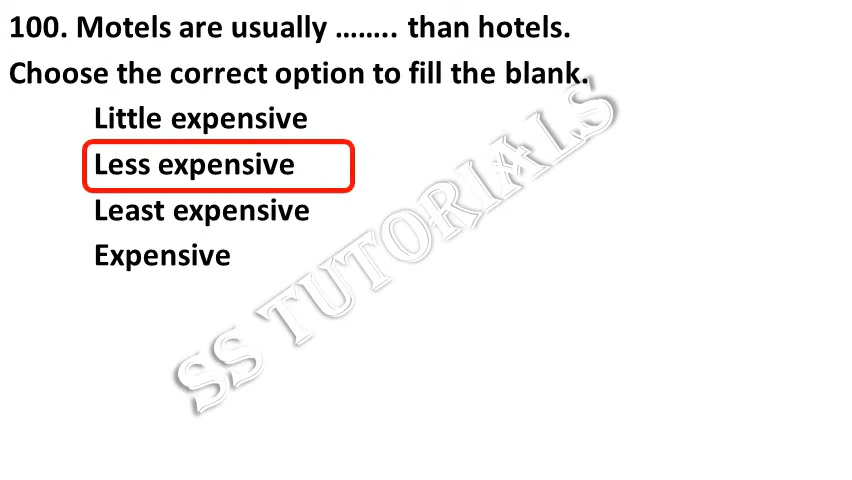 100. Motels are usually …….. than hotels.
Choose the correct option to fill the blank.
Little expensive
Less expensive
Least expensive
Expensive
SS TUTORIALS